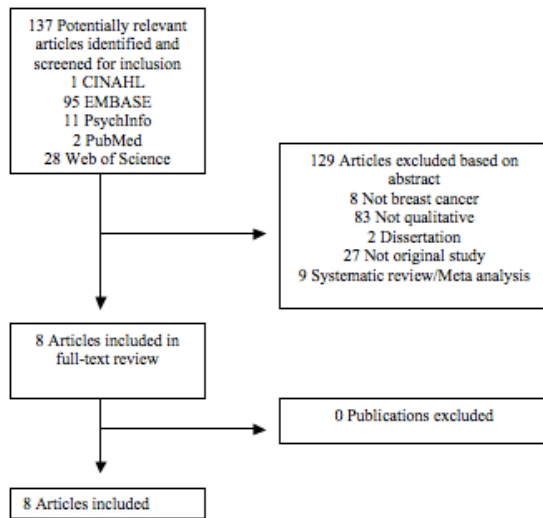 137 Potentially relevant
articles identified and
screened for inclusion
1 CINAHL
95 EMBASE
11 PsychInfo
2 PubMed
28 Web of Science
129 Articles excluded based on
abstract
8 Not breast cancer
83 Not qualitative
2 Dissertation
27 Not original study
9 Systematic review/Meta analysis
8 Articles included in
full-text review
0 Publications excluded
8 Articles included